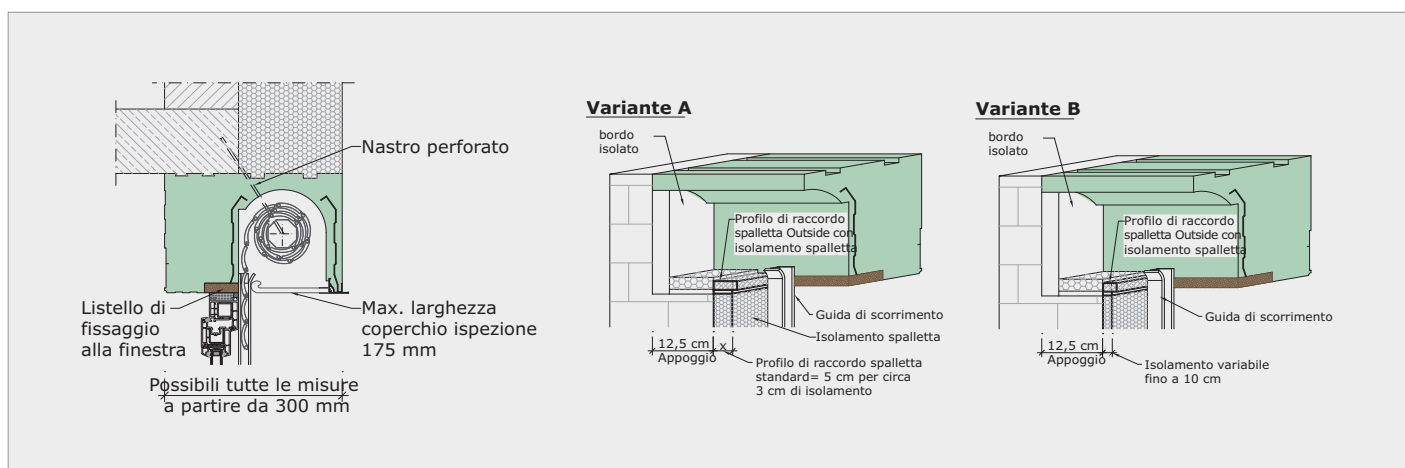 Nastro perforato
Listello di
fissaggio
alla finestra
Max. larghezza
coperchio ispezione
175 mm
Possibili tutte le misure
a partire da 300 mm
Variante A
bordo
isolato
Profilo di raccordo
spalletta Outside con
isolamento spalletta
Guida di scorrimento
Isolamento spalletta
12,5 cm
x
Appoggio
Profilo di raccordo spalletta
standard= 5 cm per circa
3 cm di isolamento
Variante B
bordo
isolato
Profilo di raccordo
spalletta Outside con
isolamento spalletta
Guida di scorrimento
12,5 cm
Appoggio
Isolamento variabile
fino a 10 cm